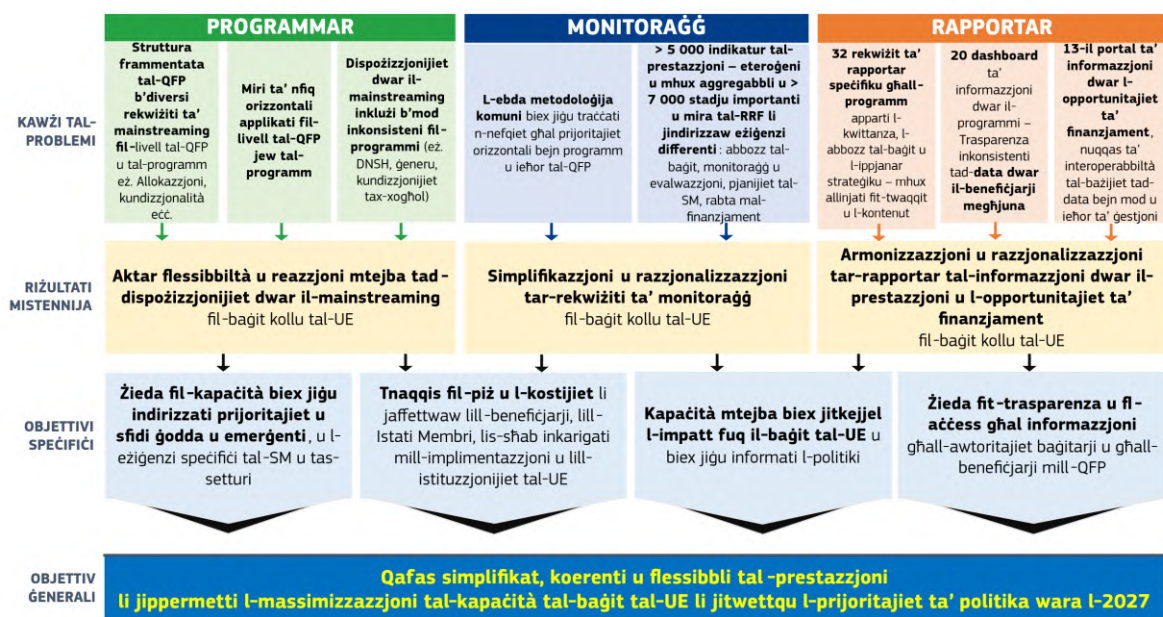 PROGRAMMAR
MONITORAĠĠ
RAPPORTAR
KAWŻI TAL-
PROBLEMI
Struttura
frammentata
tal-QFP
b'diversi
rekwiżiti ta'
mainstreaming
fil-livell tal-QFP
u tal-programm
eż. Allokazzjoni,
kundizzjonalità
eċċ.
Miri ta' nfiq
orizzontali
applikati fil-
livell tal-QFP
jew tal-
programm
Dispożizzjonijiet
dwar il-
mainstreaming
inklużi b'mod
inkonsistenti fil-
programmi (eż.
DNSH, ġeneru,
kundizzjonijiet
tax-xogħol)
L-ebda metodoloġija
komuni biex jiġu traċċati
n-nefqiet għal prijoritajiet
orizzontali bejn programm
u ieħor tal-QFP
> 5 000 indikatur tal-
prestazzjoni – eteroġeni
u mhux aggregabbli u >
7 000 stadju importanti
u mira tal-RRF li
jindirizzaw eżiġenzi
differenti : abbozz tal-
baġit, monitoraġġ u
evalwazzjoni, pjanijiet tal-
SM, rabta mal-
finanzjament
32 rekwiżit ta'
rapportar
speċifiku għall-
programm
apparti l-
kwittanza, l-
abbozz tal-baġit u
l-ippjanar
strateġiku – mhux
allinjati fit-twaqqit
u l-kontenut
20 dashboard
ta'
informazzjoni
dwar il-
programmi –
Trasparenza
inkonsistenti
tad-data dwar
il-benefiċjarji
megħjuna
13-il portal ta'
informazzjoni
dwar l-
opportunitajiet
ta'
finanzjament,
nuqqas ta'
interoperabbiltà
tal-bażijiet tad-
data bejn mod u
ieħor ta' ġestjoni
RIŻULTATI
MISTENNIJA
Aktar flessibbiltà u reazzjoni mtejba tad-
dispożizzjonijiet dwar il-mainstreaming
fil-baġit kollu tal-UE
Simplifikazzjoni u razzjonalizzazzjoni
tar-rekwiżiti ta' monitoraġġ
fil-baġit kollu tal-UE
Armonizzazzjoni u razzjonalizzazzjoni
tar-rapportar tal-informazzjoni dwar il-
prestazzjoni u l-opportunitajiet ta'
finanzjament
fil-baġit kollu tal-UE
OBJETTIVI
SPEĊIFIĊI
Żieda fil-kapaċità biex jiġu
indirizzati prijoritajiet u
sfidi ġodda u emerġenti, u l-
eżiġenzi speċifiċi tal-SM u tas-
setturi
Tnaqqis fil-piż u l-kostijiet li
jaffettwaw lill-benefiċjarji, lill-
Istati Membri, lis-sħab inkarigati
mill-implimentazzjoni u lill-
istituzzjonijiet tal-UE
Kapaċità mtejba biex jitkejjel
l-impatt fuq il-baġit tal-UE u
biex jiġu informati l-politiki
Żieda fit-trasparenza u fl-
aċċess għal informazzjoni
għall-awtoritajiet baġitarji u għall-
benefiċjarji mill-QFP
OBJETTIV
ĠENERALI
Qafas simplifikat, koerenti u flessibbli tal-prestazzjoni
li jippermetti l-massimizzazzjoni tal-kapaċità tal-baġit tal-UE li jitwettqu l-prijoritajiet ta' politika wara l-2027